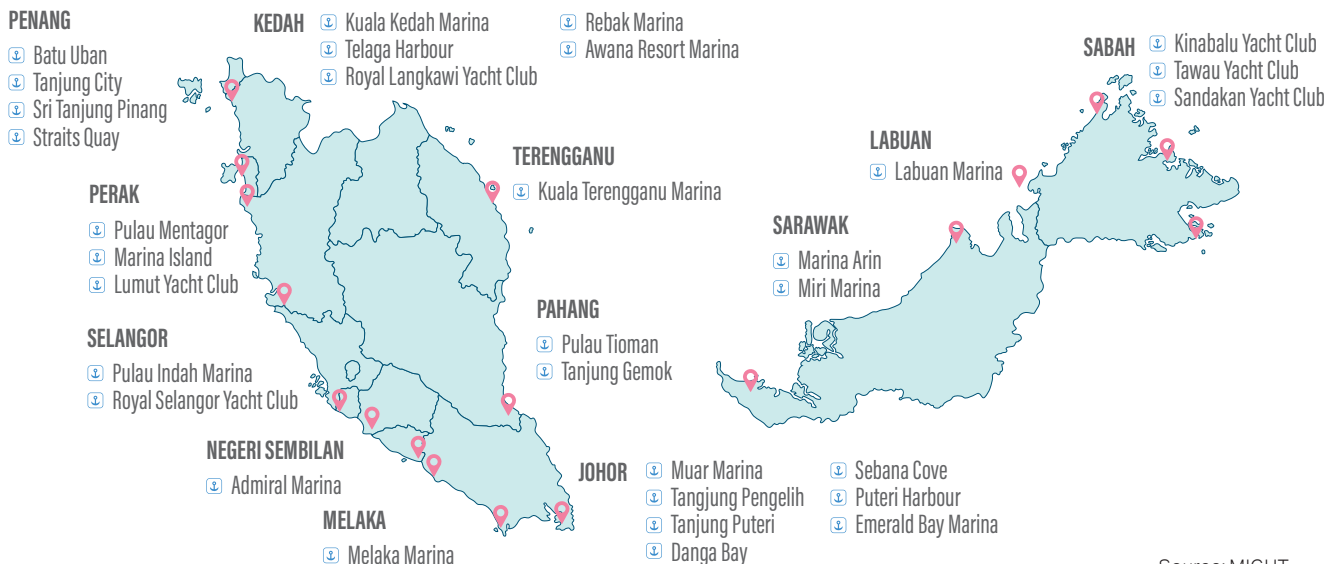 PENANG
Batu Uban
Tanjung City
Sri Tanjung Pinang
Straits Quay
KEDAH
Kuala Kedah Marina
Telaga Harbour
Royal Langkawi Yacht Club
Rebak Marina
Awana Resort Marina
SABAH
Kinabalu Yacht Club
Tawau Yacht Club
Sandakan Yacht Club
LABUAN
Labuan Marina
TERENGGANU
Kuala Terengganu Marina
PERAK
Pulau Mentagor
Marina Island
Lumut Yacht Club
SARAWAK
Marina Arin
Miri Marina
PAHANG
Pulau Tioman
Tanjung Gemok
SELANGOR
Pulau Indah Marina
Royal Selangor Yacht Club
NEGERI SEMBILAN
Admiral Marina
MELAKA
Melaka Marina
JOHOR
Muar Marina
Tangjung Pengelih
Tanjung Puteri
Danga Bay
Sebana Cove
Puteri Harbour
Emerald Bay Marina
Source: MIGHT